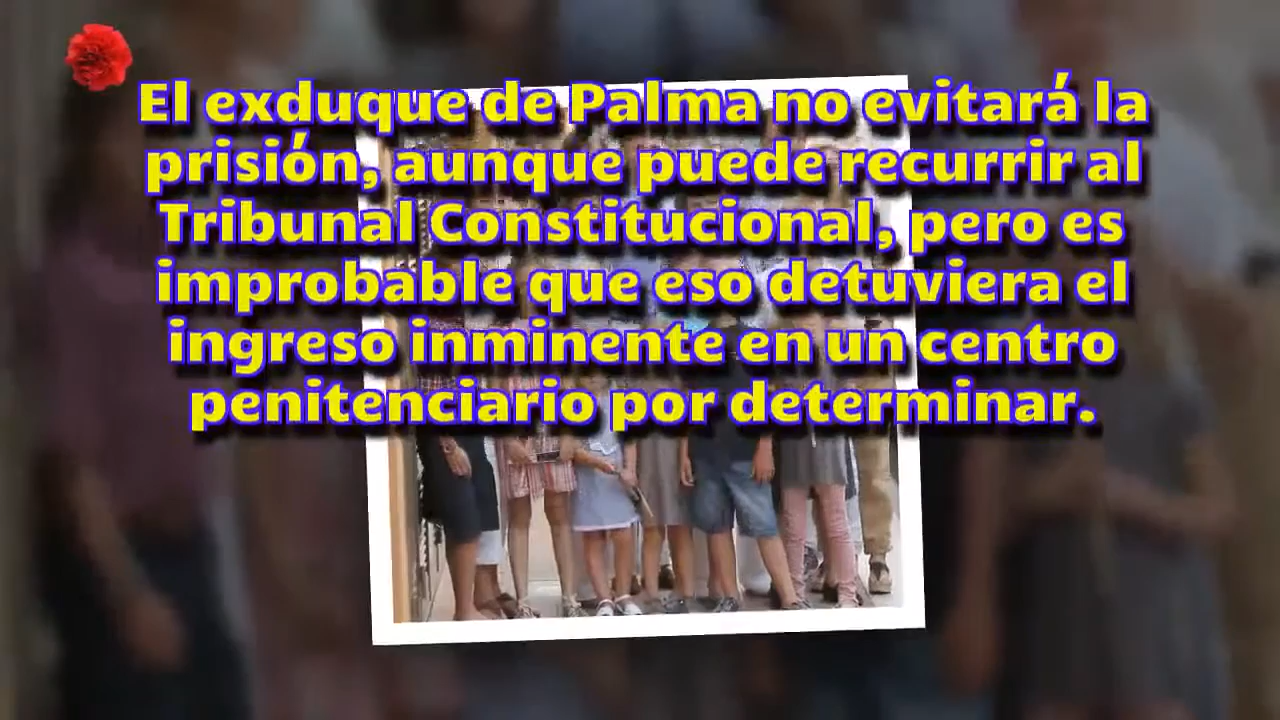 El exduque de Palma no evitará la
prisión, aunque puede recurrir al
Tribunal Constitucional, pero es
improbable que eso detuviera el
ingreso inminente en un centro
penitenciario por determinar.